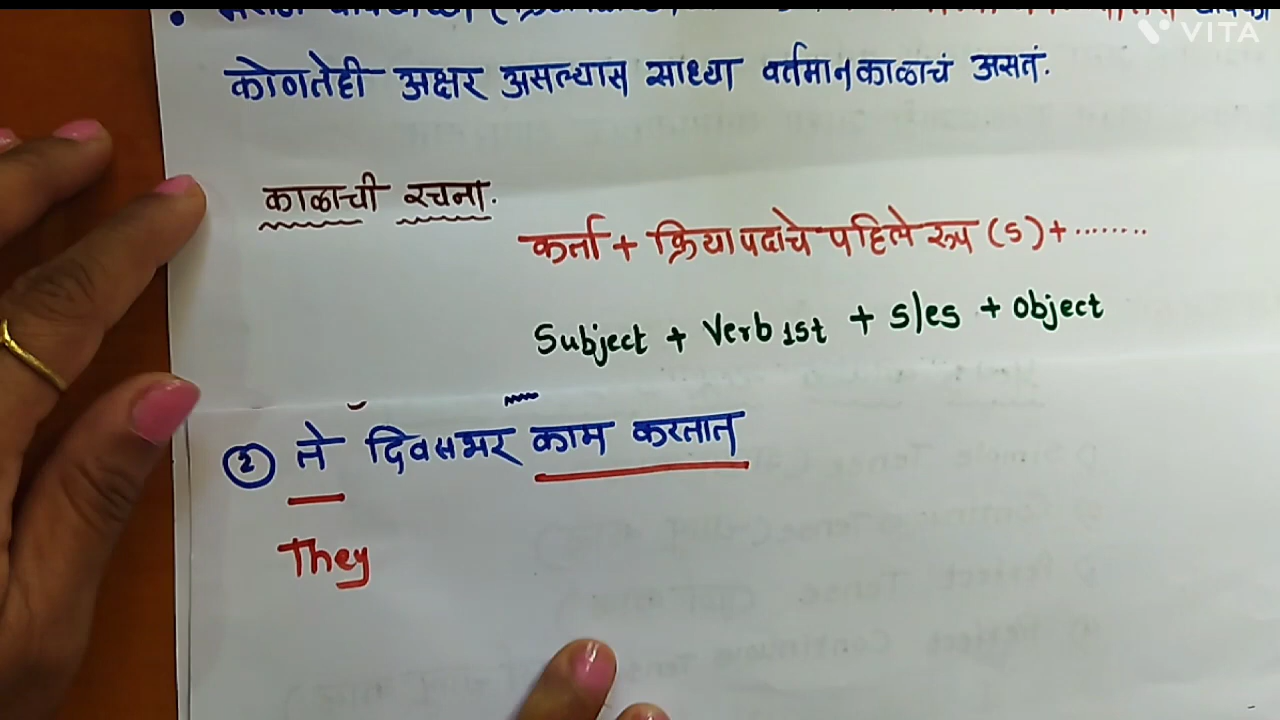 कोणतेही अक्षर असल्यास साध्या वर्तमानकाळाचं असतं.
काळाची रचना.
कर्ता + क्रियापदाचे पहिले रूप (s) + ........
Subject + Verb 1st + s/es + object
② ते दिवसभर काम करतात
They
VITA